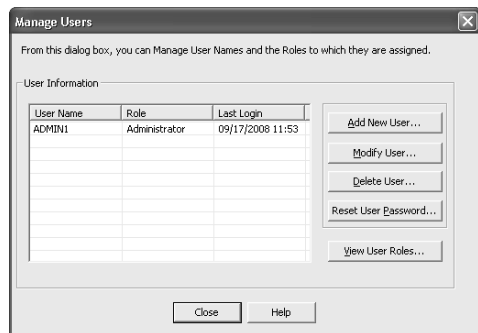 Manage Users
From this dialog box, you can Manage User Names and the Roles to which they are assigned.
User Information
User Name Role Last Login
ADMIN1 Administrator 09/17/2008 11:53
Add New User...
Modify User...
Delete User...
Reset User Password...
View User Roles...
Close Help